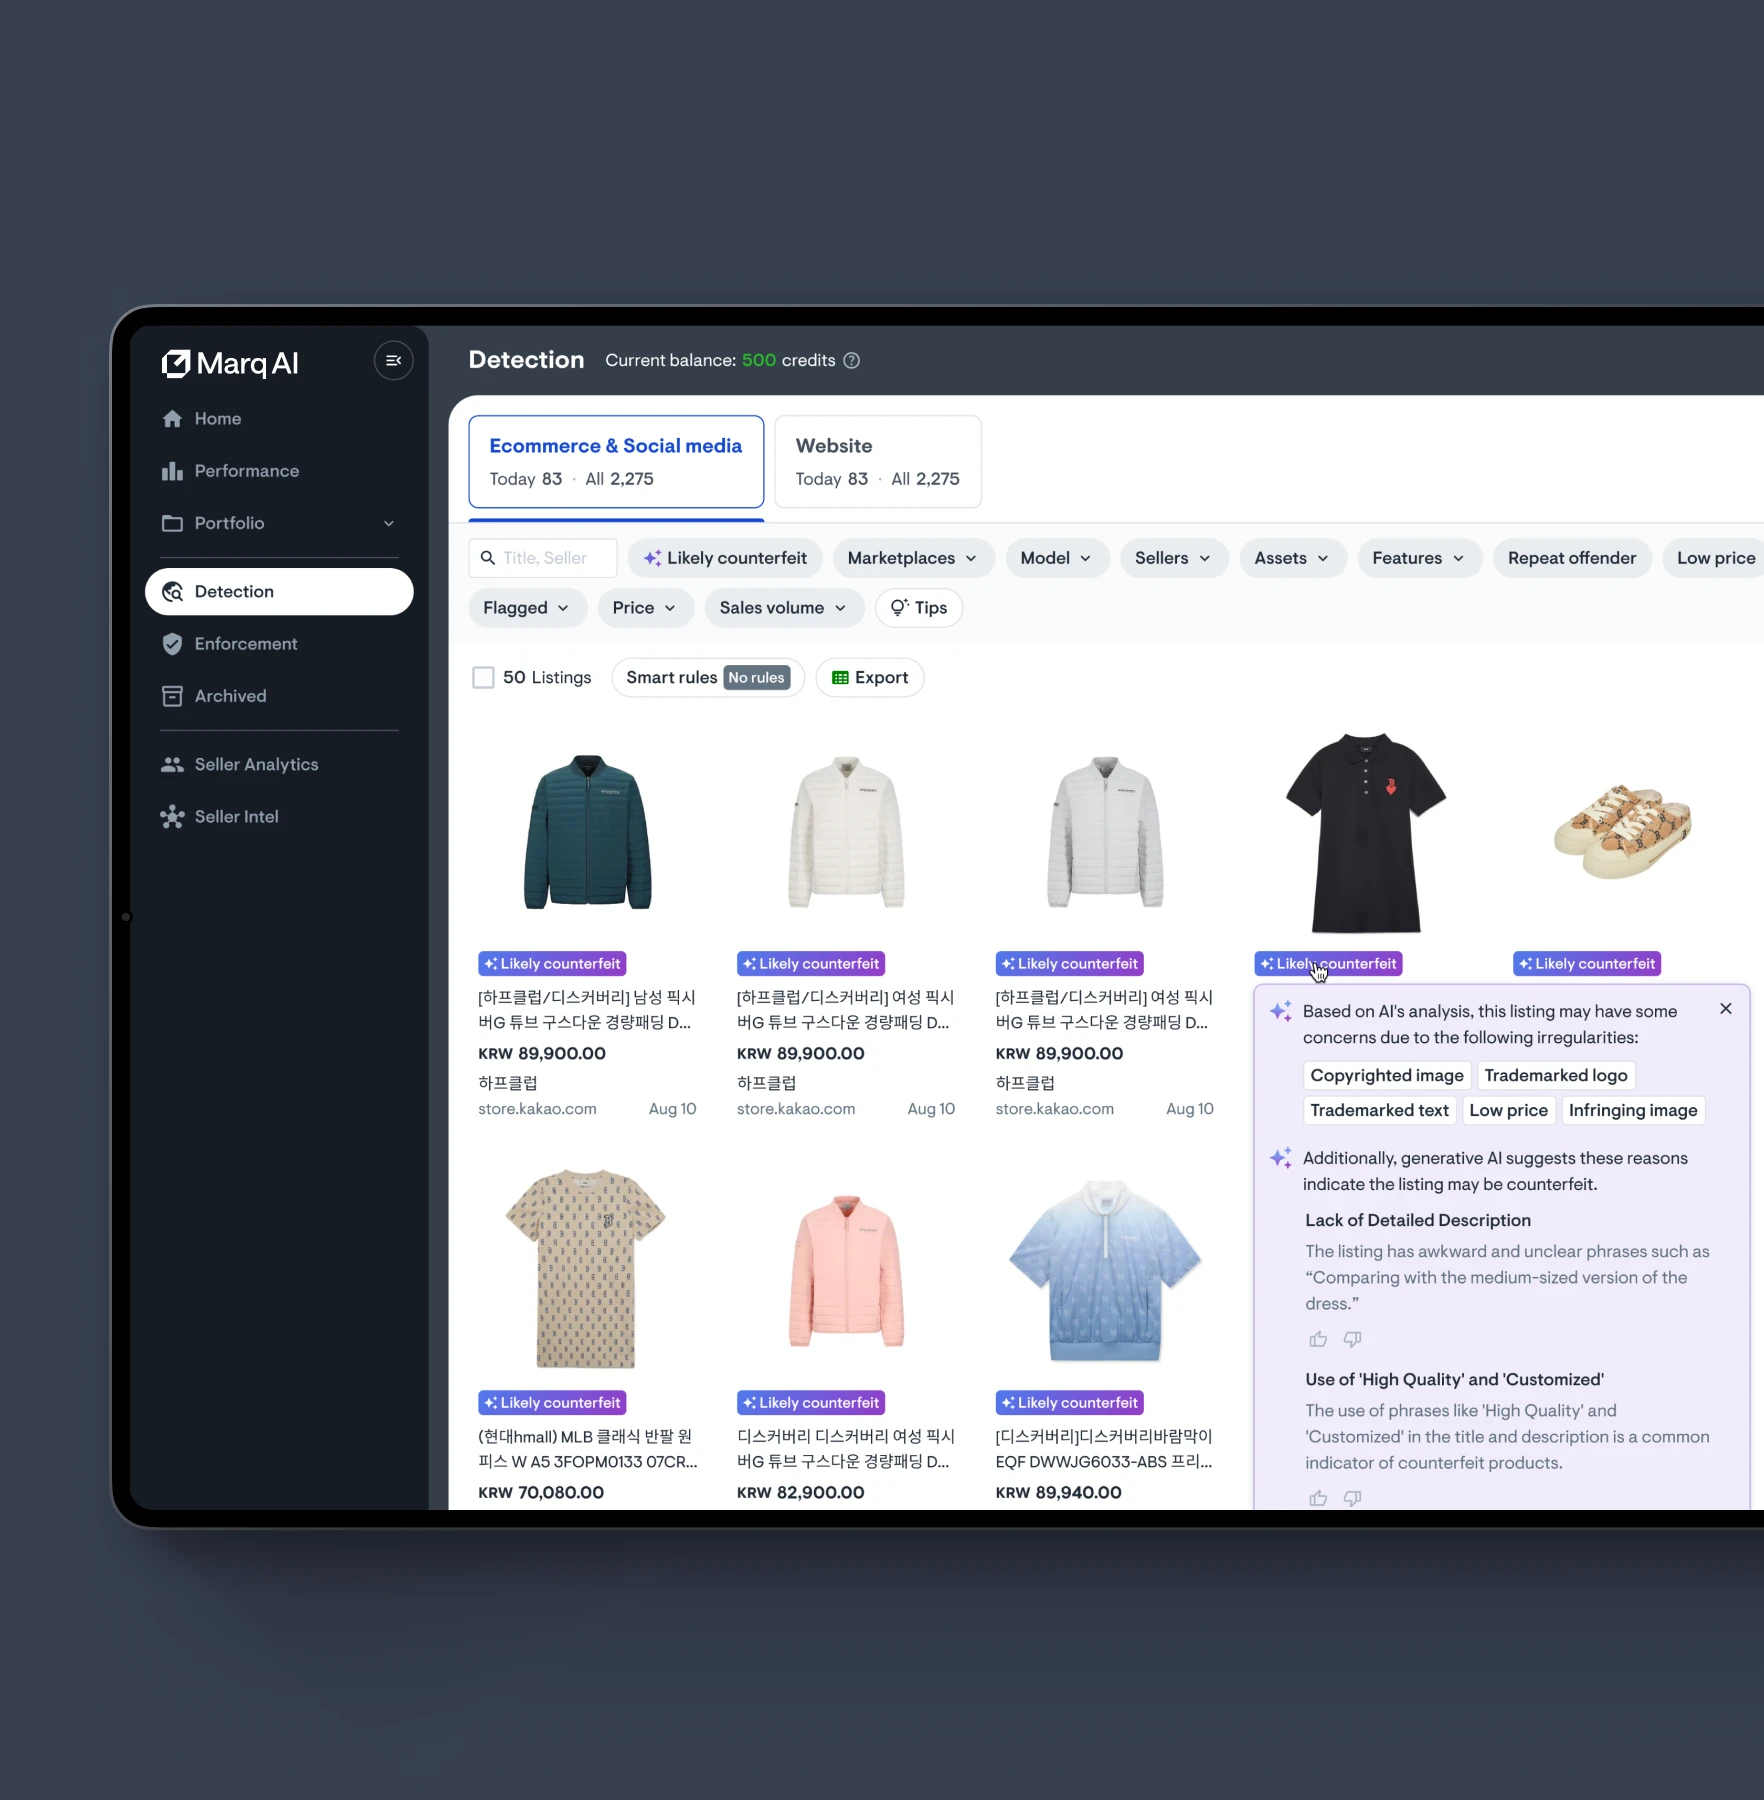 Marq AI
Home
Performance
Portfolio
Detection
Enforcement
Archived
Seller Analytics
Seller Intel
Detection
Current balance: 500 credits
Ecommerce & Social media
Today 83 · All 2,275
Website
Today 83 · All 2,275
Title, Seller
Likely counterfeit
Marketplaces
Model
Sellers
Assets
Features
Repeat offender
Low price
Flagged
Price
Sales volume
Tips
50 Listings
Smart rules No rules
Export
Likely counterfeit
[하프클럽/디스커버리] 남성 픽시
버G 튜브 구스다운 경량패딩 D...
KRW 89,900.00
하프클럽
store.kakao.com Aug 10
Likely counterfeit
[하프클럽/디스커버리] 여성 픽시
버G 튜브 구스다운 경량패딩 D...
KRW 89,900.00
하프클럽
store.kakao.com Aug 10
Likely counterfeit
[하프클럽/디스커버리] 여성 픽시
버G 튜브 구스다운 경량패딩 D...
KRW 89,900.00
하프클럽
store.kakao.com Aug 10
Likely counterfeit
Likely counterfeit
Based on AI's analysis, this listing may have some
concerns due to the following irregularities:
Copyrighted image
Trademarked logo
Trademarked text
Low price
Infringing image
Additionally, generative AI suggests these reasons
indicate the listing may be counterfeit.
Lack of Detailed Description
The listing has awkward and unclear phrases such as
“Comparing with the medium-sized version of the
dress.”
Use of 'High Quality' and 'Customized'
The use of phrases like 'High Quality' and
'Customized' in the title and description is a common
indicator of counterfeit products.
Likely counterfeit
(현대hmall) MLB 클래식 반팔 원
피스 W A5 3FOPM0133 07CR...
KRW 70,080.00
Likely counterfeit
디스커버리 디스커버리 여성 픽시
버G 튜브 구스다운 경량패딩 D...
KRW 82,900.00
Likely counterfeit
[디스커버리]디스커버리바람막이
EQF DWWJG6033-ABS 프리...
KRW 89,940.00